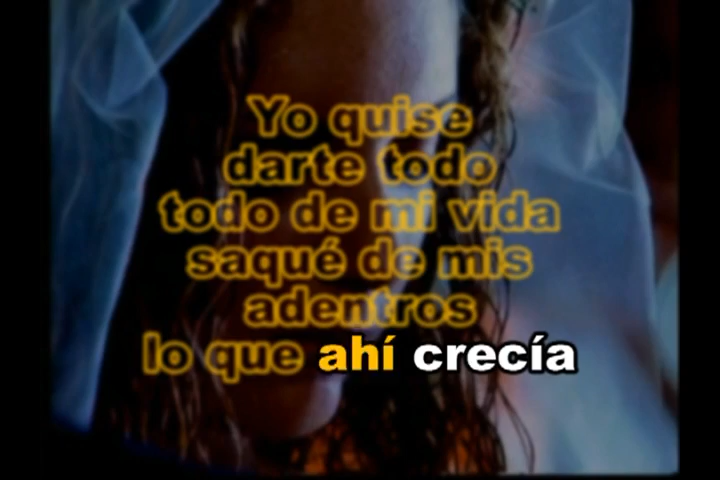 Yo quise
darte todo
todo de mi vida
saqué de mis
adentros
lo que ahí crecía